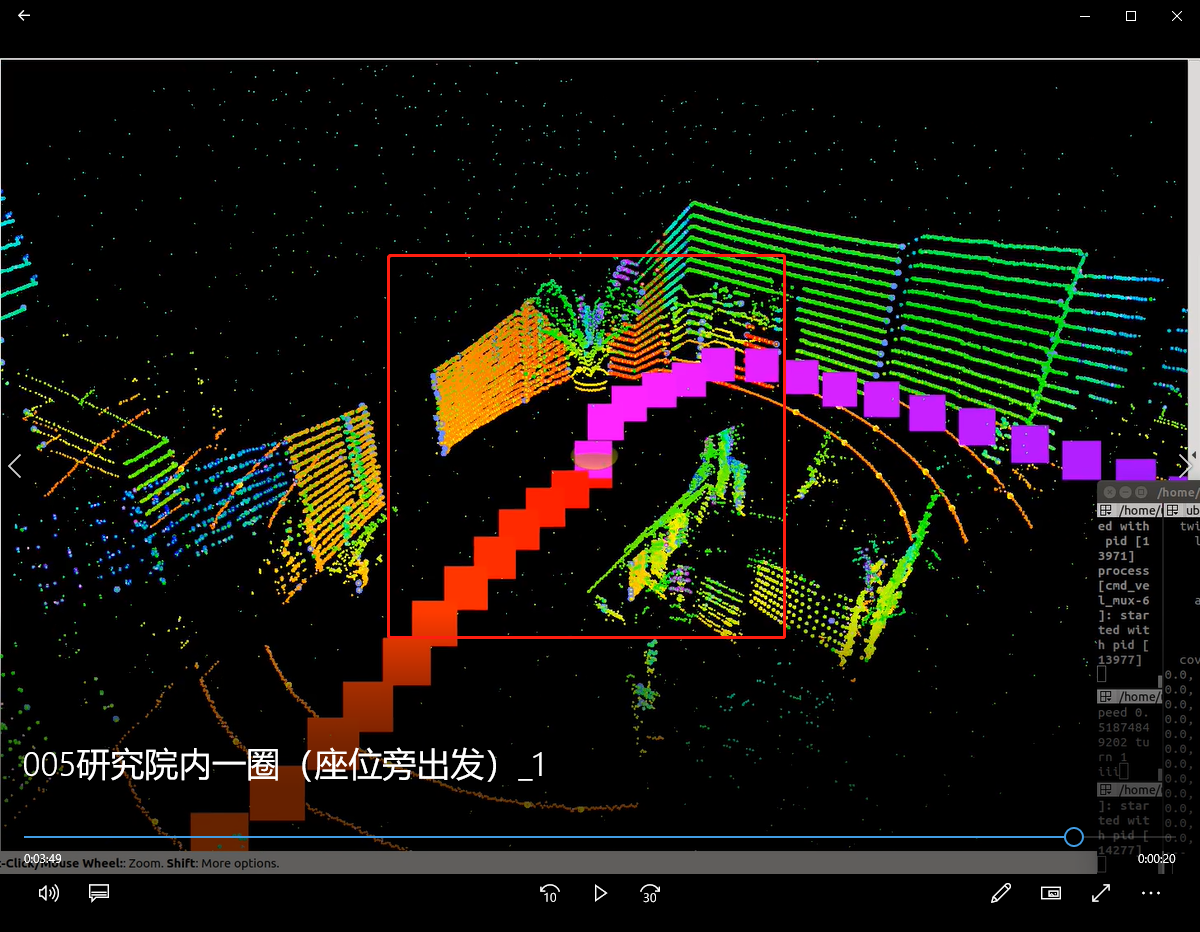 /home/
/home/
ub
ed with
pid [1
3971]
process
[cmd_ve
l_mux-6
]: star
ted wit
h pid [
13977]
twi
l
a
cov
0.0,
0.0,
0.0,
0.0,
0.0,
0.0,
0.0,
0.0,
0.0,
0.0,
0.0,
0.0,
/home/
peed 0.
5187484
9202 tu
rn 1
iii
/home/
]: star
ted wit
h pid [
14277]
005研究院内一圈（座位旁出发）_1
0:03:49
0:00:20
t-Click/Mouse Wheel:: Zoom. Shift: More options.
10
30